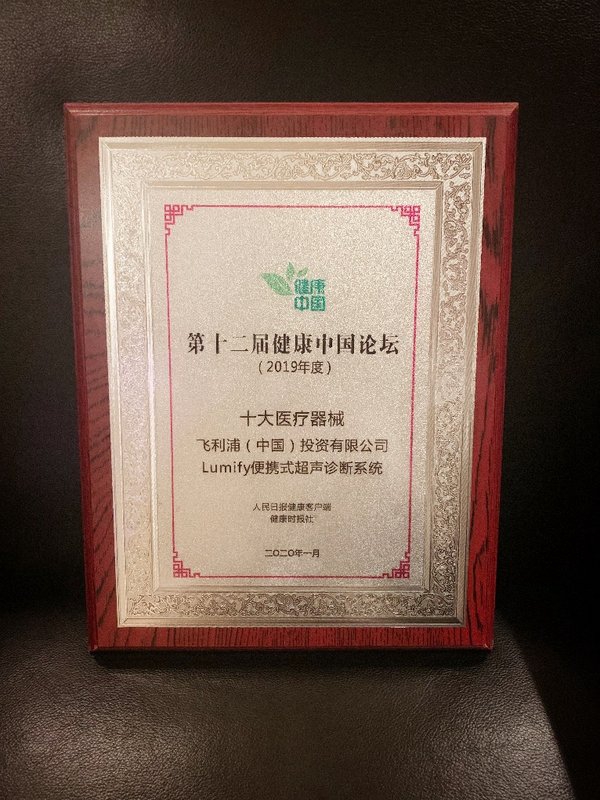 健康
中国
第十二届健康中国论坛
（2019年度）
十大医疗器械
飞利浦（中国）投资有限公司
Lumify便携式超声诊断系统
人民日报健康客户端
健康时报社
二〇二〇年一月